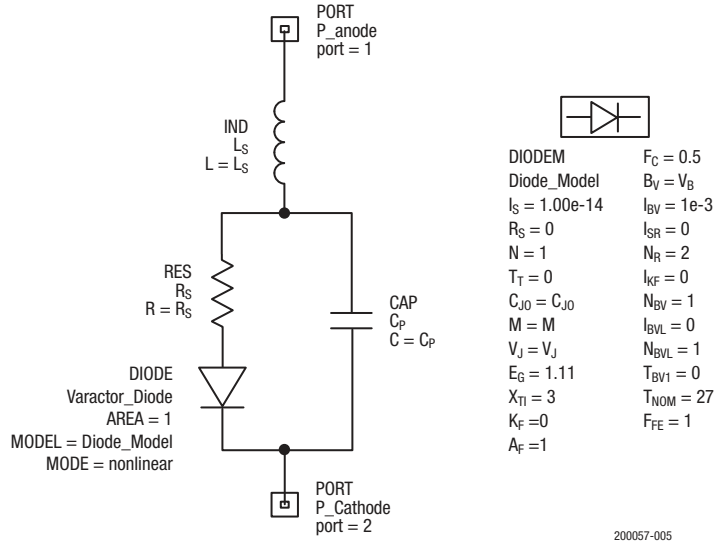 PORT
P_anode
port = 1
IND
LS
L = LS
RES
RS
R = RS
CAP
CP
C = CP
DIODE
Varactor_Diode
AREA = 1
MODEL = Diode_Model
MODE = nonlinear
PORT
P_Cathode
port = 2
DIODEM
Diode_Model
IS = 1.00e-14
RS = 0
N = 1
TT = 0
CJ0 = CJ0
M = M
VJ = VJ
EG = 1.11
XTI = 3
KF =0
AF =1
FC = 0.5
BV = VB
IBV = 1e-3
ISR = 0
NR = 2
IKF = 0
NBV = 1
IBVL = 0
NBVL = 1
TBV1 = 0
TNOM = 27
FFE = 1
200057-005